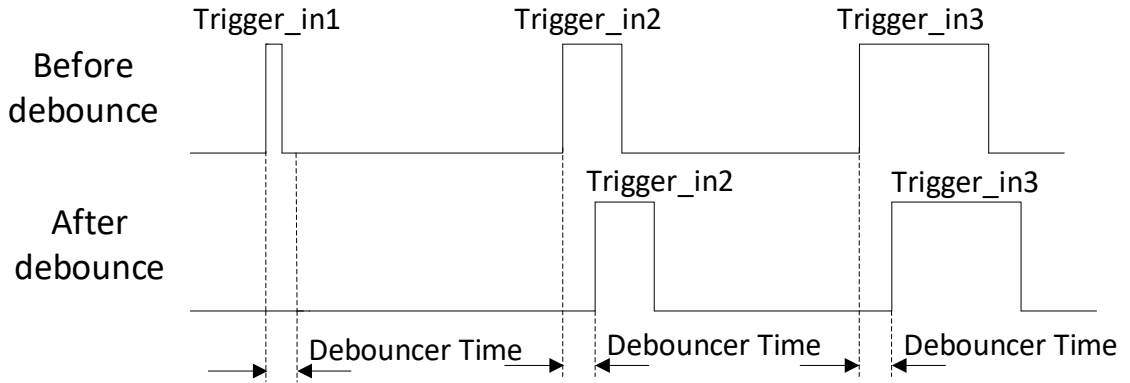 Trigger_in1
Trigger_in2
Trigger_in3
Before
debounce
Trigger_in2
Trigger_in3
After
debounce
Debouncer Time
Debouncer Time
Debouncer Time